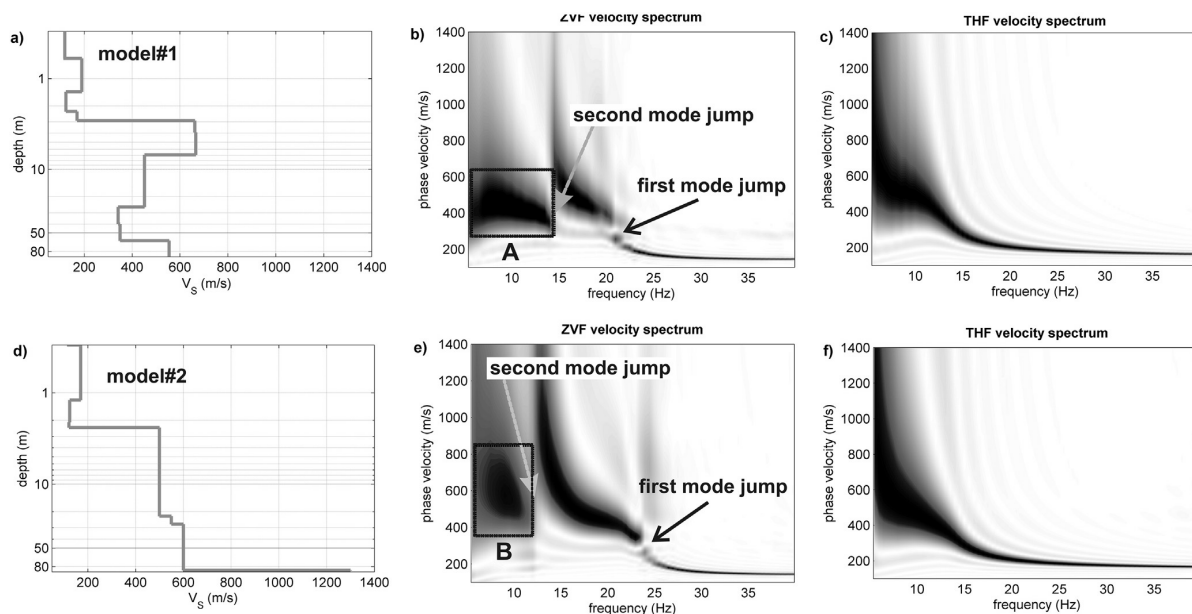 ZVF velocity spectrum
THF velocity spectrum
a)
model#1
1
10
50
80
depth (m)
200 400 600 800 1000 1200 1400
V_S (m/s)
b)
1400
1200
1000
800
600
400
200
phase velocity (m/s)
second mode jump
first mode jump
A
10 15 20 25 30 35
frequency (Hz)
c)
1400
1200
1000
800
600
400
200
phase velocity (m/s)
10 15 20 25 30 35
frequency (Hz)
ZVF velocity spectrum
THF velocity spectrum
d)
model#2
1
10
50
80
depth (m)
200 400 600 800 1000 1200 1400
V_S (m/s)
e)
1400
1200
1000
800
600
400
200
phase velocity (m/s)
second mode jump
first mode jump
B
10 15 20 25 30 35
frequency (Hz)
f)
1400
1200
1000
800
600
400
200
phase velocity (m/s)
10 15 20 25 30 35
frequency (Hz)